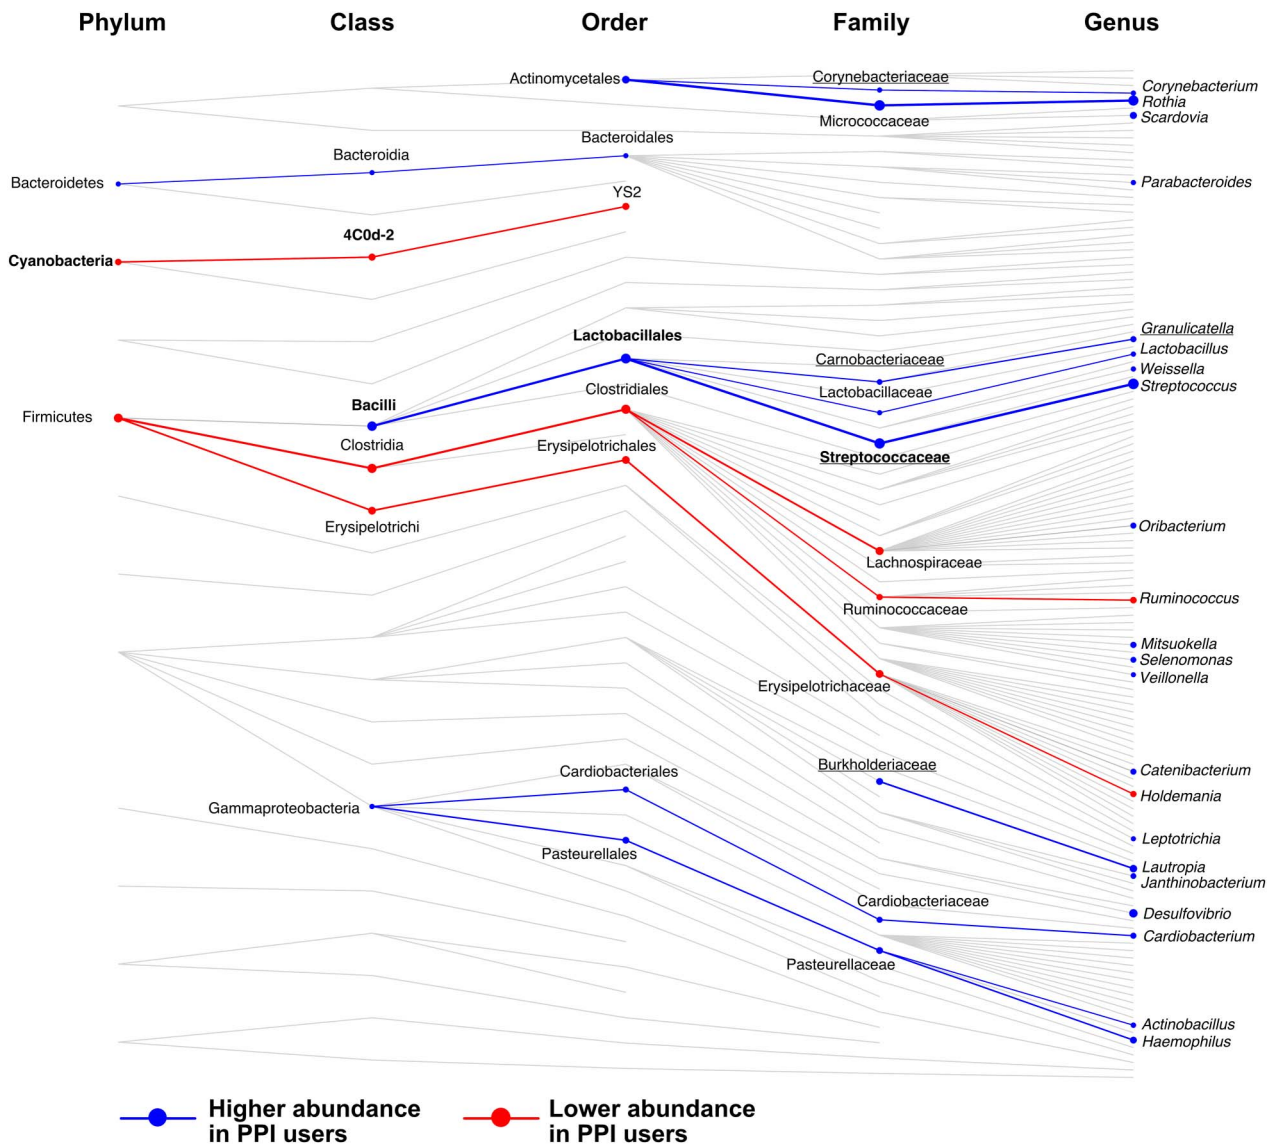 Phylum Class Order Family Genus
Actinomycetales
Corynebacteriaceae
Corynebacterium
Rothia
Micrococcaceae
Scardovia
Bacteroidales
Bacteroidia
Bacteroidetes
Parabacteroides
YS2
4C0d-2
Cyanobacteria
Granulicatella
Lactobacillales
Lactobacillus
Carnobacteriaceae
Weissella
Streptococcus
Clostridiales
Lactobacillaceae
Bacilli
Firmicutes
Clostridia
Erysipelotrichales
Streptococcaceae
Erysipelotrichi
Oribacterium
Lachnospiraceae
Ruminococcus
Ruminococcaceae
Mitsuokella
Selenomonas
Veillonella
Erysipelotrichaceae
Burkholderiaceae
Cardiobacteriales
Catenibacterium
Holdemania
Gammaproteobacteria
Leptotrichia
Pasteurellales
Lautropia
Janthinobacterium
Cardiobacteriaceae
Desulfovibrio
Cardiobacterium
Pasteurellaceae
Actinobacillus
Haemophilus
Higher abundance
in PPI users
Lower abundance
in PPI users